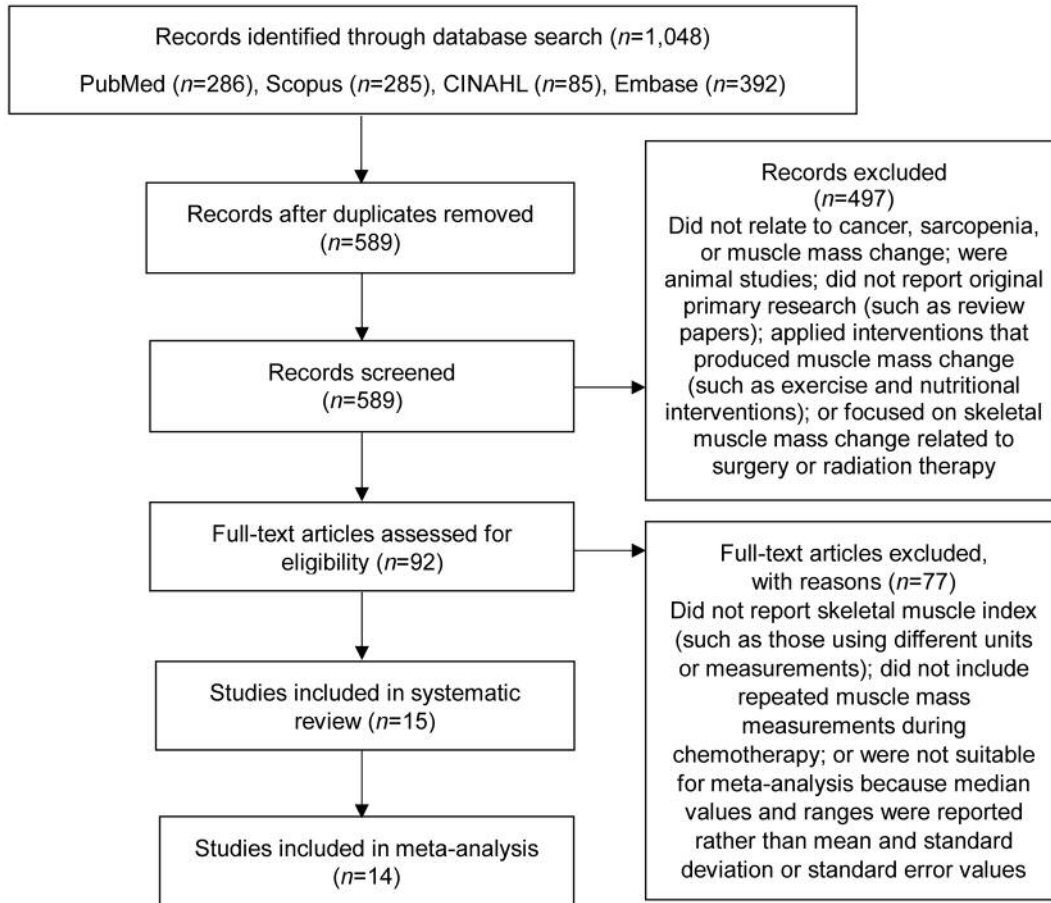 Records identified through database search (n=1,048)
PubMed (n=286), Scopus (n=285), CINAHL (n=85), Embase (n=392)
Records after duplicates removed
(n=589)
Records screened
(n=589)
Records excluded
(n=497)
Did not relate to cancer, sarcopenia,
or muscle mass change; were
animal studies; did not report original
primary research (such as review
papers); applied interventions that
produced muscle mass change
(such as exercise and nutritional
interventions); or focused on skeletal
muscle mass change related to
surgery or radiation therapy
Full-text articles assessed for
eligibility (n=92)
Full-text articles excluded,
with reasons (n=77)
Did not report skeletal muscle index
(such as those using different units
or measurements); did not include
repeated muscle mass
measurements during
chemotherapy; or were not suitable
for meta-analysis because median
values and ranges were reported
rather than mean and standard
deviation or standard error values
Studies included in systematic
review (n=15)
Studies included in meta-analysis
(n=14)